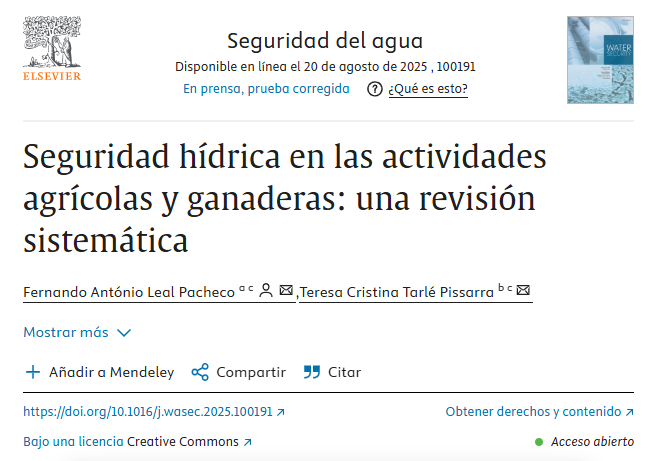 ELSEVIER
Seguridad del agua
Disponible en línea el 20 de agosto de 2025 , 100191
En prensa, prueba corregida ? ¿Qué es esto?
WATER
SECURITY
Seguridad hídrica en las actividades
agrícolas y ganaderas: una revisión
sistemática
Fernando António Leal Pacheco a c ,Teresa Cristina Tarlé Pissarra b c
Mostrar más
Añadir a Mendeley Compartir Citar
https://doi.org/10.1016/j.wasec.2025.100191 Obtener derechos y contenido
Bajo una licencia Creative Commons Acceso abierto